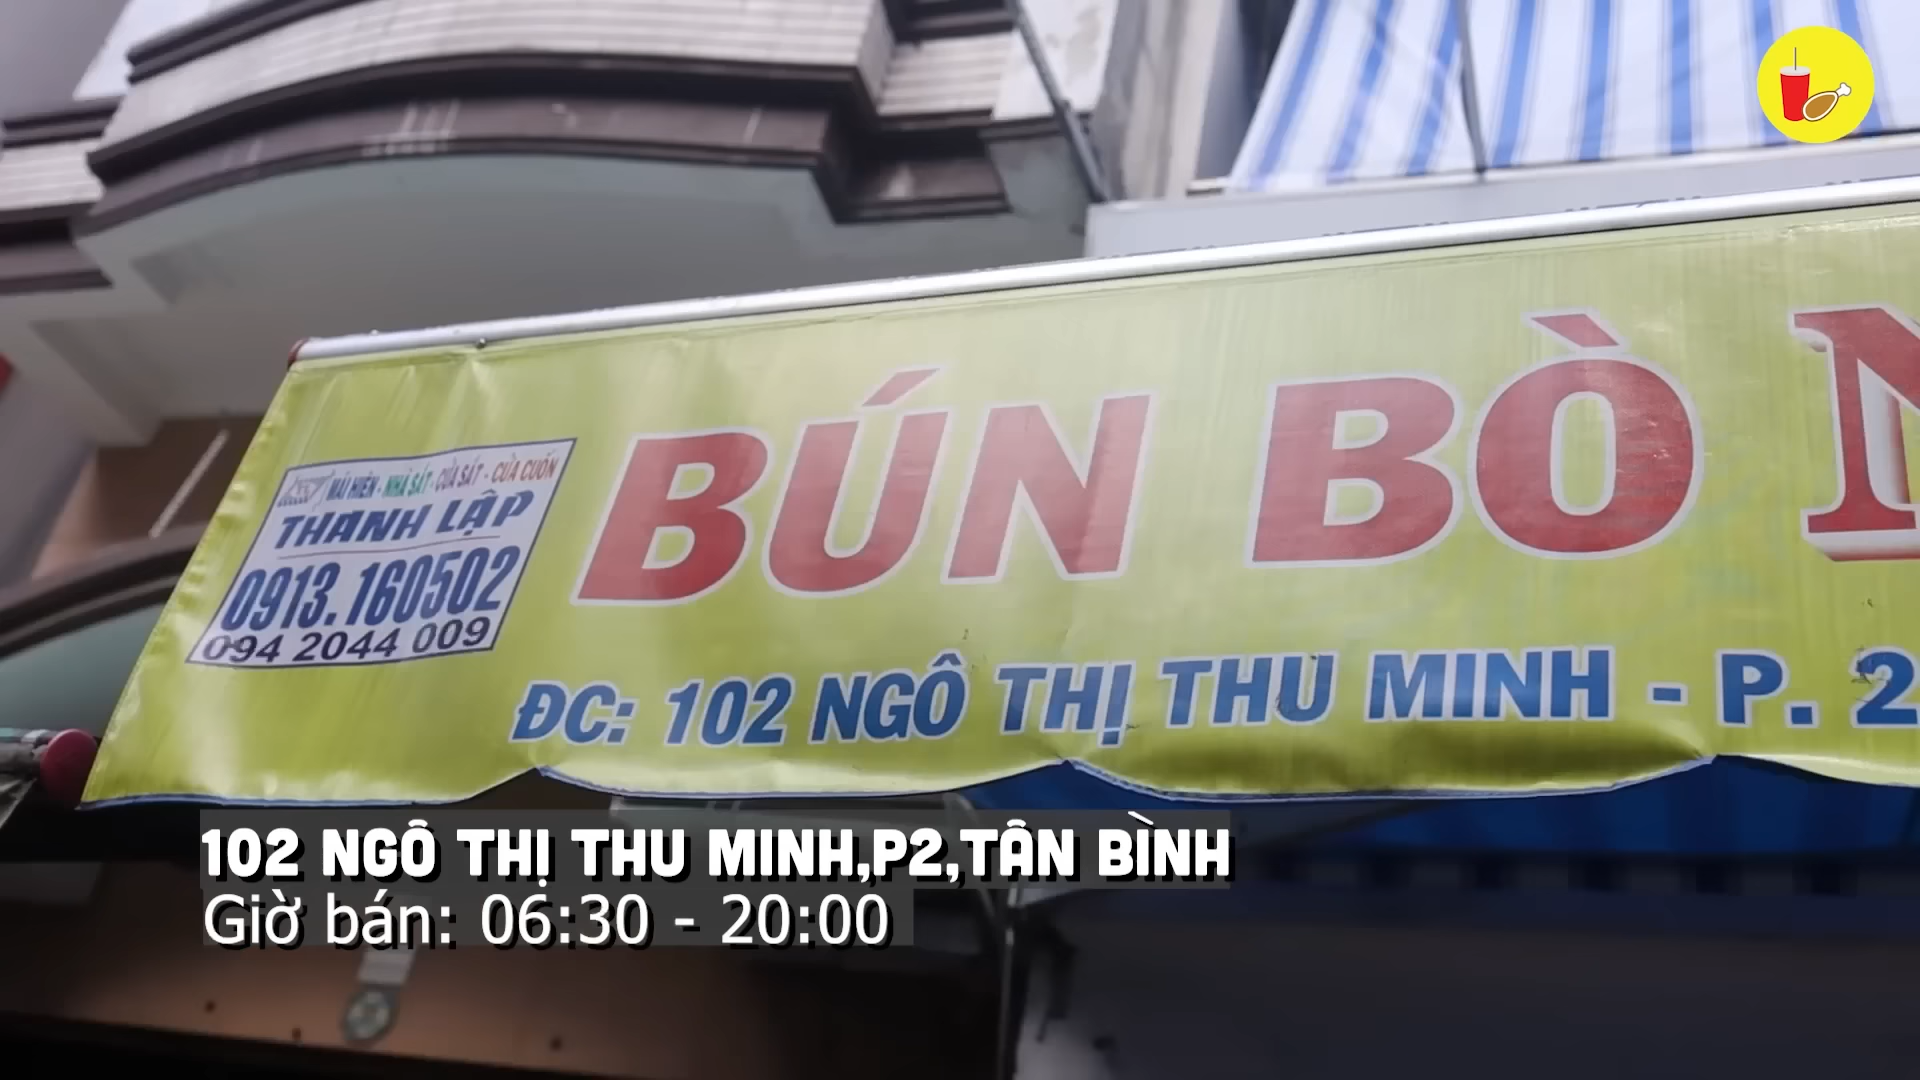 MÁI HIÊN - NHÀ SẮT - CỬA SẮT - CỬA CUỐN
THÀNH LẬP
0913.160502
094 2044 009
BÚN BÒ N
ĐC: 102 NGÔ THỊ THU MINH - P. 2
102 NGÔ THỊ THU MINH,P2,TÂN BÌNH
Giờ bán: 06:30 - 20:00